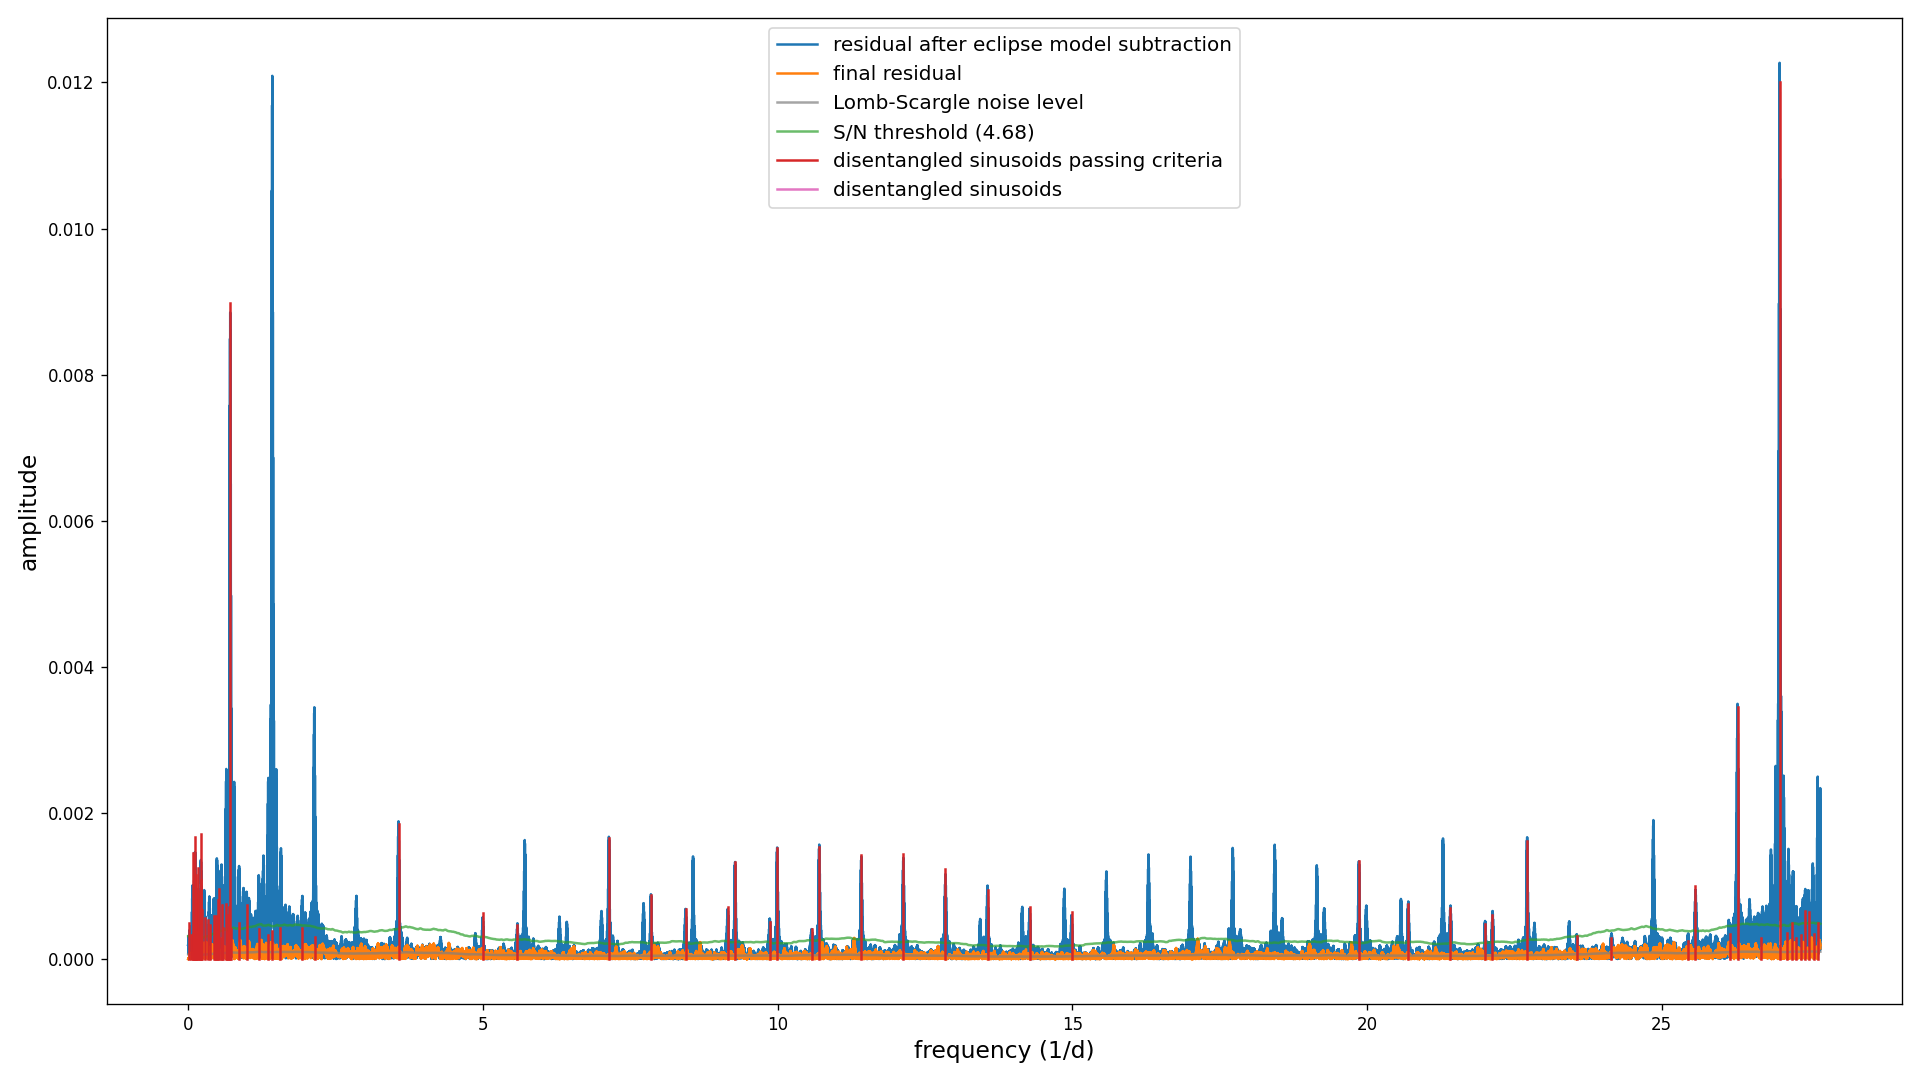 residual after eclipse model subtraction
final residual
Lomb-Scargle noise level
S/N threshold (4.68)
disentangled sinusoids passing criteria
disentangled sinusoids
0.012
0.010
0.008
0.006
0.004
0.002
0.000
amplitude
0 5 10 15 20 25
frequency (1/d)